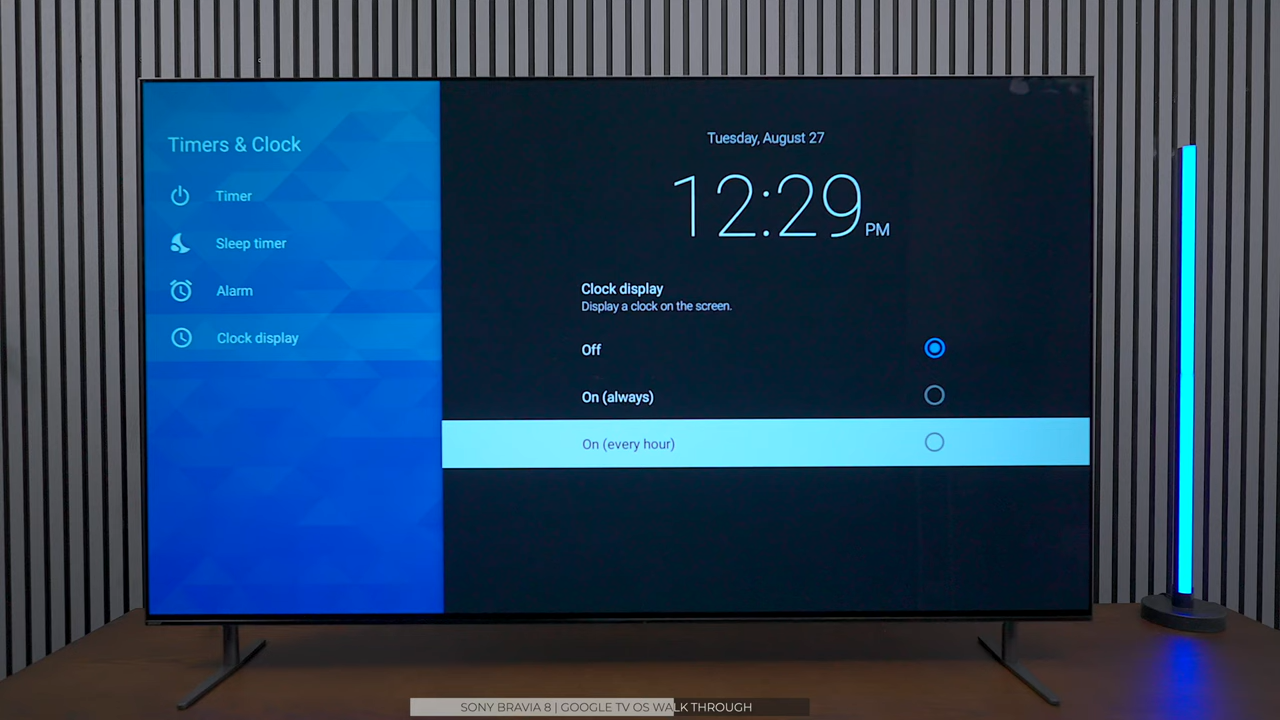 Timers & Clock
Timer
Sleep timer
Alarm
Clock display
Tuesday, August 27
12:29 PM
Clock display
Display a clock on the screen.
Off
On (always)
On (every hour)
SONY BRAVIA 8 | GOOGLE TV OS WALK THROUGH